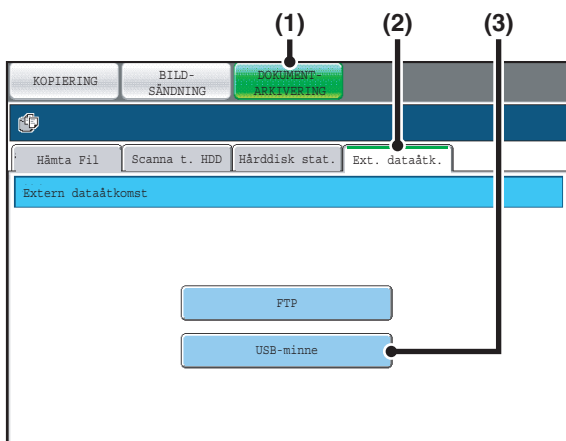 (1) (2) (3)
KOPIERING
BILD-
SÄNDNING
DOKUMENT-
ARKIVERING
Hämta Fil
Scanna t. HDD
Hårddisk stat.
Ext. dataåtk.
Extern dataåtkomst
FTP
USB-minne